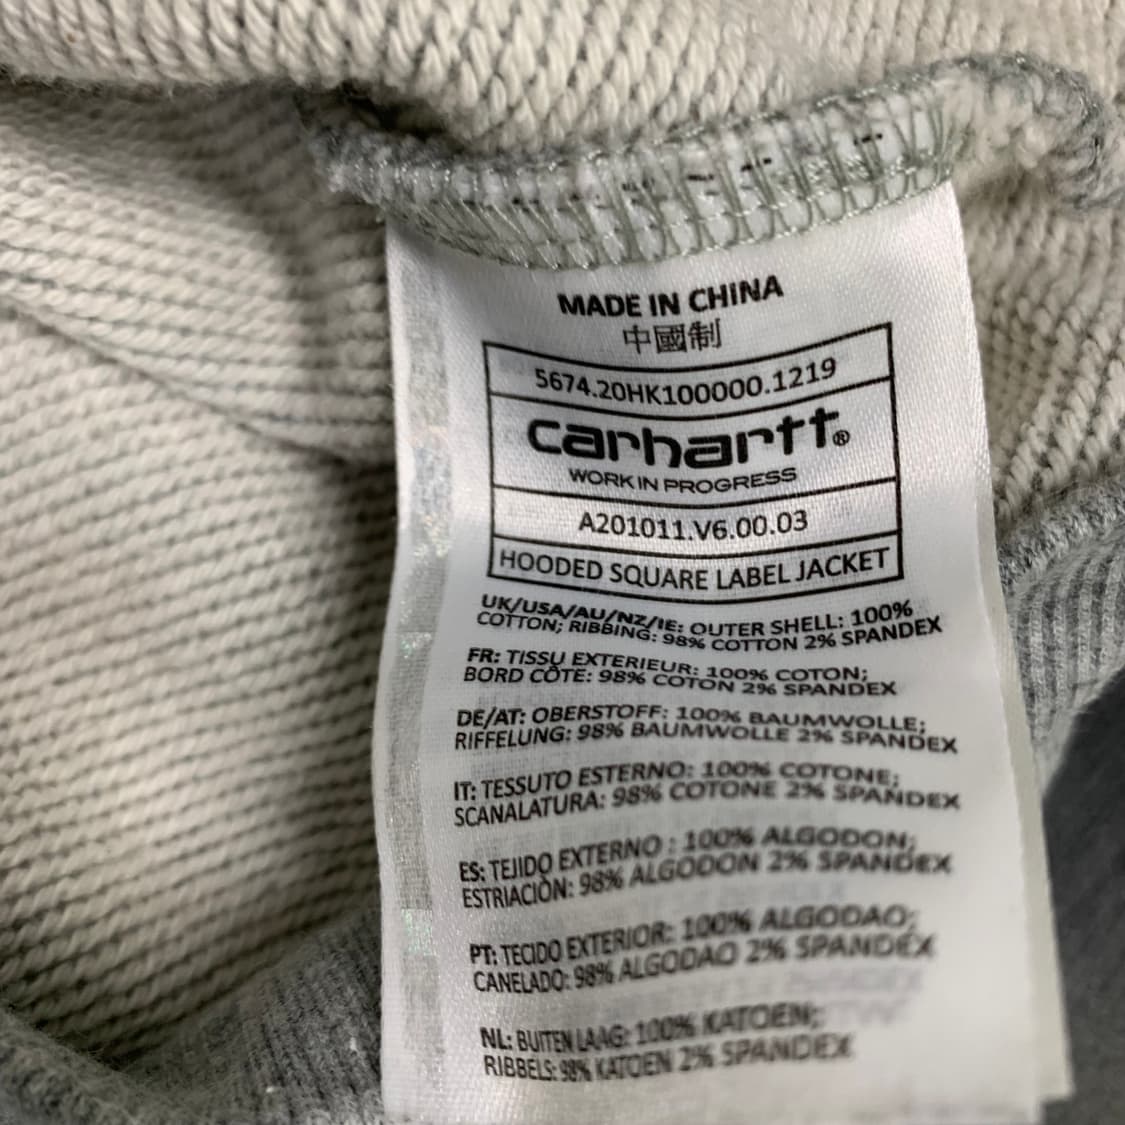 MADE IN CHINA
中國制
5674.20HK100000.1219
carhartt®
WORK IN PROGRESS
A201011.V6.00.03
HOODED SQUARE LABEL JACKET
UK/USA/AU/NZ/IE: OUTER SHELL: 100%
COTTON; RIBBING: 98% COTTON 2% SPANDEX
FR: TISSU EXTERIEUR: 100% COTON;
BORD CÔTE: 98% COTON 2% SPANDEX
DE/AT: OBERSTOFF: 100% BAUMWOLLE;
RIFFELUNG: 98% BAUMWOLLE 2% SPANDEX
IT: TESSUTO ESTERNO: 100% COTONE;
SCANALATURA: 98% COTONE 2% SPANDEX
ES: TEJIDO EXTERNO : 100% ALGODON;
ESTRIACIÒN: 98% ALGODON 2% SPANDEX
PT: TECIDO EXTERIOR: 100% ALGODAO;
CANELADO: 98% ALGODAO 2% SPANDEX
NL: BUITEN LAAG: 100% KATOEN;
RIBBELS: 98% KATOEN 2% SPANDEX